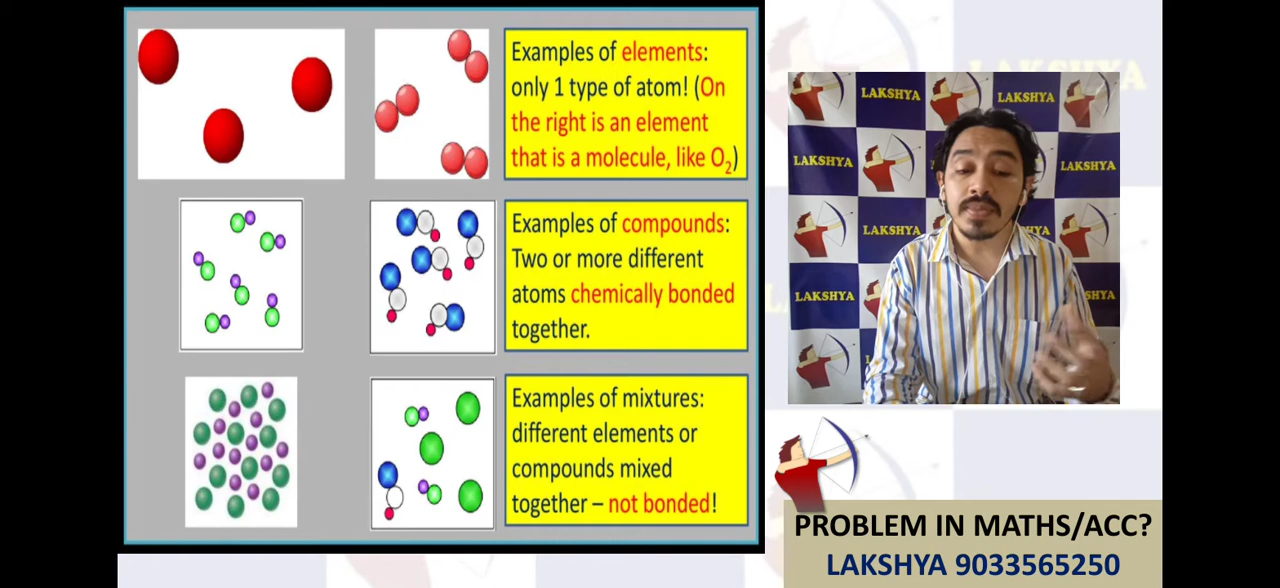 Examples of elements:
only 1 type of atom! (On
the right is an element
that is a molecule, like O₂)
Examples of compounds:
Two or more different
atoms chemically bonded
together.
Examples of mixtures:
different elements or
compounds mixed
together – not bonded!
LAKSHYA
LAKSHYA
LAKSHYA
LAKSHYA
LAKSHYA
LAKSHYA
LAKSHYA
SHYA
PROBLEM IN MATHS/ACC?
LAKSHYA 9033565250